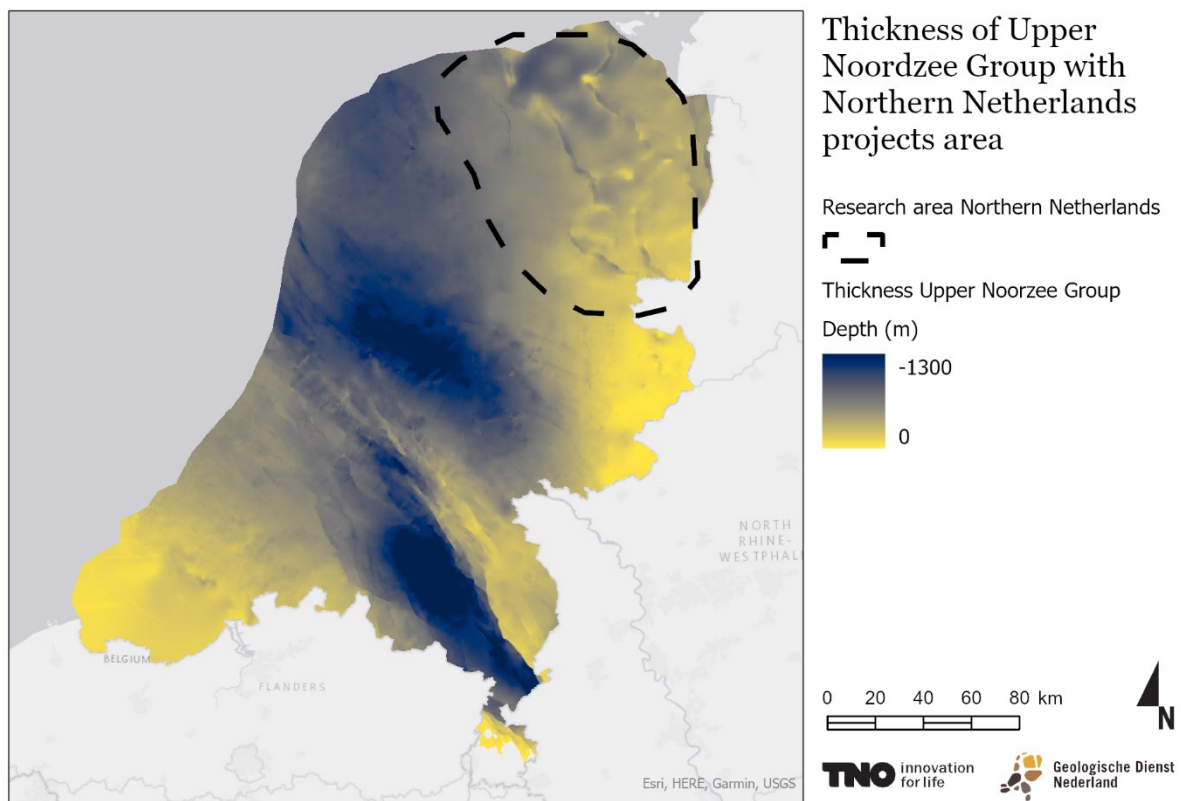 Thickness of Upper
Noordzee Group with
Northern Netherlands
projects area
Research area Northern Netherlands
Thickness Upper Noorzee Group
Depth (m)
-1300
0
NORTH
RHINE-
WESTPHAL
BELGIUM
FLANDERS
0 20 40 60 80 km
N
Esri, HERE, Garmin, USGS
TNO innovation
for life
Geologische Dienst
Nederland